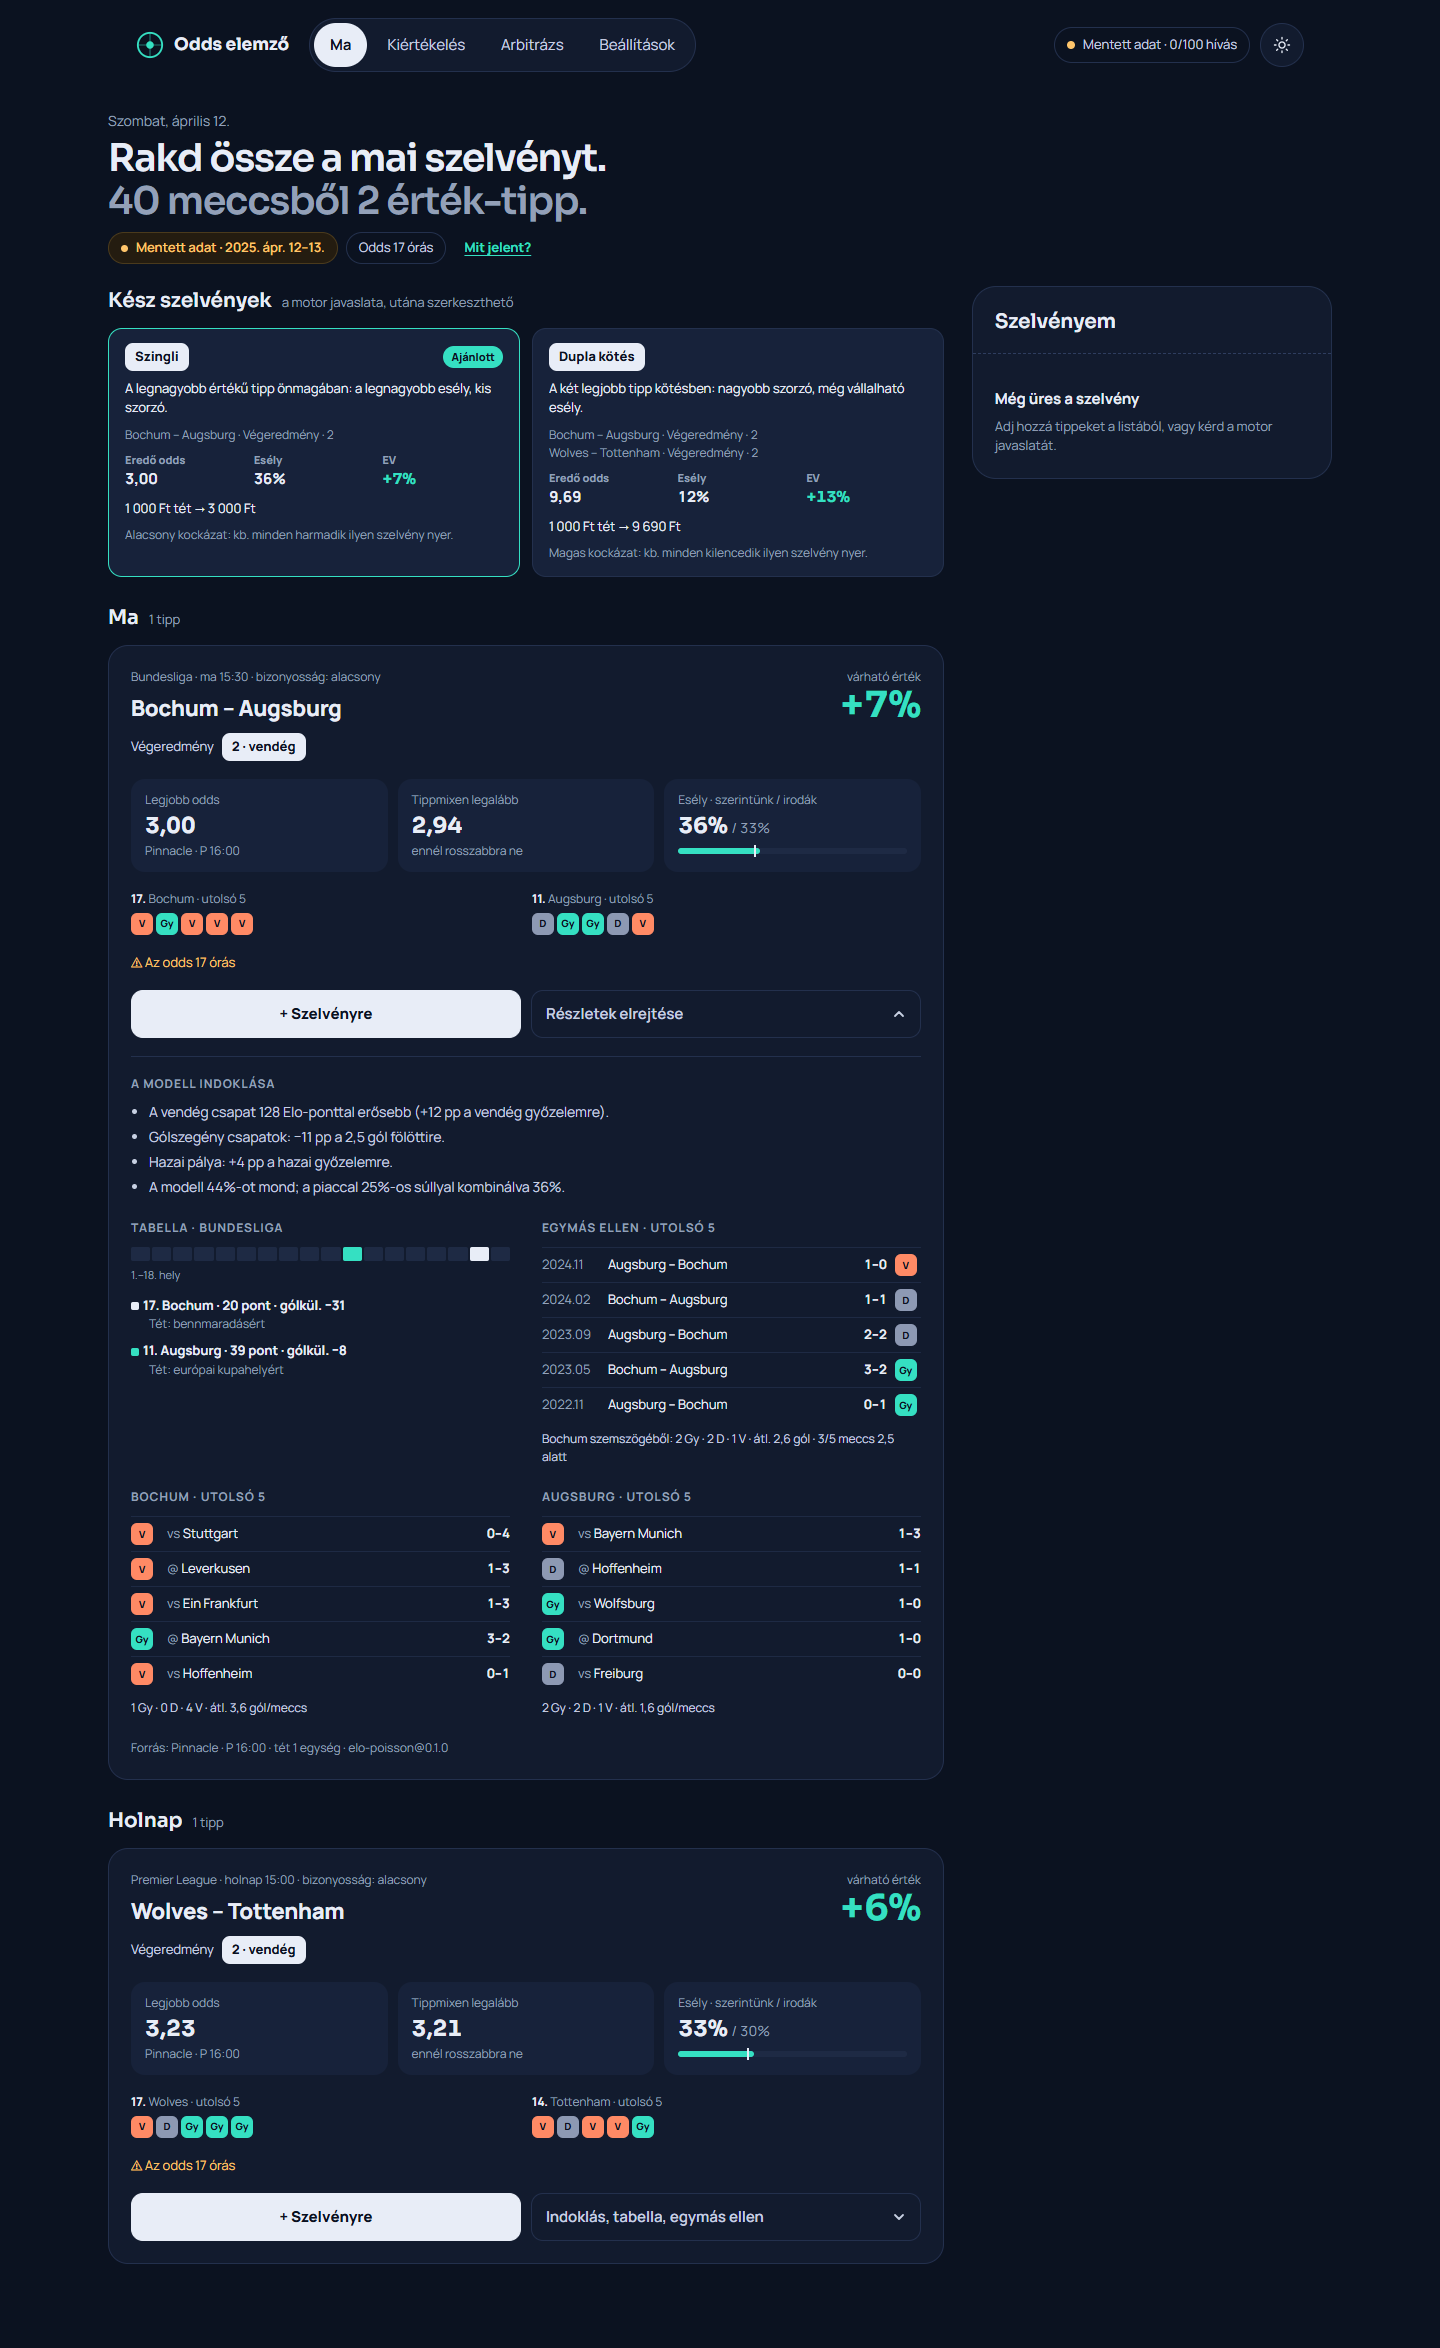 Odds elemző
Ma
Kiértékelés
Arbitrázs
Beállítások
Mentett adat · 0/100 hívás
Szombat, április 12.
Rakd össze a mai szelvényt.
40 meccsből 2 érték-tipp.
Mentett adat · 2025. ápr. 12–13.
Odds 17 órás
Mit jelent?
Kész szelvények a motor javaslata, utána szerkeszthető
Szingli
Ajánlott
A legnagyobb értékű tipp önmagában: a legnagyobb esély, kis
szorzó.
Bochum – Augsburg · Végeredmény · 2
Eredő odds Esély EV
3,00 36% +7%
1 000 Ft tét → 3 000 Ft
Alacsony kockázat: kb. minden harmadik ilyen szelvény nyer.
Dupla kötés
A két legjobb tipp kötésben: nagyobb szorzó, még vállalható
esély.
Bochum – Augsburg · Végeredmény · 2
Wolves – Tottenham · Végeredmény · 2
Eredő odds Esély EV
9,69 12% +13%
1 000 Ft tét → 9 690 Ft
Magas kockázat: kb. minden kilencedik ilyen szelvény nyer.
Szelvényem
Még üres a szelvény
Adj hozzá tippeket a listából, vagy kérd a motor
javaslatát.
Ma 1 tipp
Bundesliga · ma 15:30 · bizonyosság: alacsony
Bochum – Augsburg
Végeredmény 2 · vendég
várható érték
+7%
Legjobb odds
3,00
Pinnacle · P 16:00
Tippmixen legalább
2,94
ennél rosszabbra ne
Esély · szerintünk / irodák
36% / 33%
17. Bochum · utolsó 5
V Gy V V V
11. Augsburg · utolsó 5
D Gy Gy D V
⚠ Az odds 17 órás
+ Szelvényre
Részletek elrejtése
A MODELL INDOKLÁSA
• A vendég csapat 128 Elo-ponttal erősebb (+12 pp a vendég győzelemre).
• Gólszegény csapatok: −11 pp a 2,5 gól fölöttire.
• Hazai pálya: +4 pp a hazai győzelemre.
• A modell 44%-ot mond; a piaccal 25%-os súllyal kombinálva 36%.
TABELLA · BUNDESLIGA
1.–18. hely
17. Bochum · 20 pont · gólkül. −31
Tét: bennmaradásért
11. Augsburg · 39 pont · gólkül. −8
Tét: európai kupahelyért
EGYMÁS ELLEN · UTOLSÓ 5
2024.11 Augsburg – Bochum 1–0 V
2024.02 Bochum – Augsburg 1–1 D
2023.09 Augsburg – Bochum 2–2 D
2023.05 Bochum – Augsburg 3–2 Gy
2022.11 Augsburg – Bochum 0–1 Gy
Bochum szemszögéből: 2 Gy · 2 D · 1 V · átl. 2,6 gól · 3/5 meccs 2,5
alatt
BOCHUM · UTOLSÓ 5
V vs Stuttgart 0–4
V @ Leverkusen 1–3
V vs Ein Frankfurt 1–3
Gy @ Bayern Munich 3–2
V vs Hoffenheim 0–1
1 Gy · 0 D · 4 V · átl. 3,6 gól/meccs
AUGSBURG · UTOLSÓ 5
V vs Bayern Munich 1–3
D @ Hoffenheim 1–1
Gy vs Wolfsburg 1–0
Gy @ Dortmund 1–0
D vs Freiburg 0–0
2 Gy · 2 D · 1 V · átl. 1,6 gól/meccs
Forrás: Pinnacle · P 16:00 · tét 1 egység · elo-poisson@0.1.0
Holnap 1 tipp
Premier League · holnap 15:00 · bizonyosság: alacsony
Wolves – Tottenham
Végeredmény 2 · vendég
várható érték
+6%
Legjobb odds
3,23
Pinnacle · P 16:00
Tippmixen legalább
3,21
ennél rosszabbra ne
Esély · szerintünk / irodák
33% / 30%
17. Wolves · utolsó 5
V D Gy Gy Gy
14. Tottenham · utolsó 5
V D V V Gy
⚠ Az odds 17 órás
+ Szelvényre
Indoklás, tabella, egymás ellen